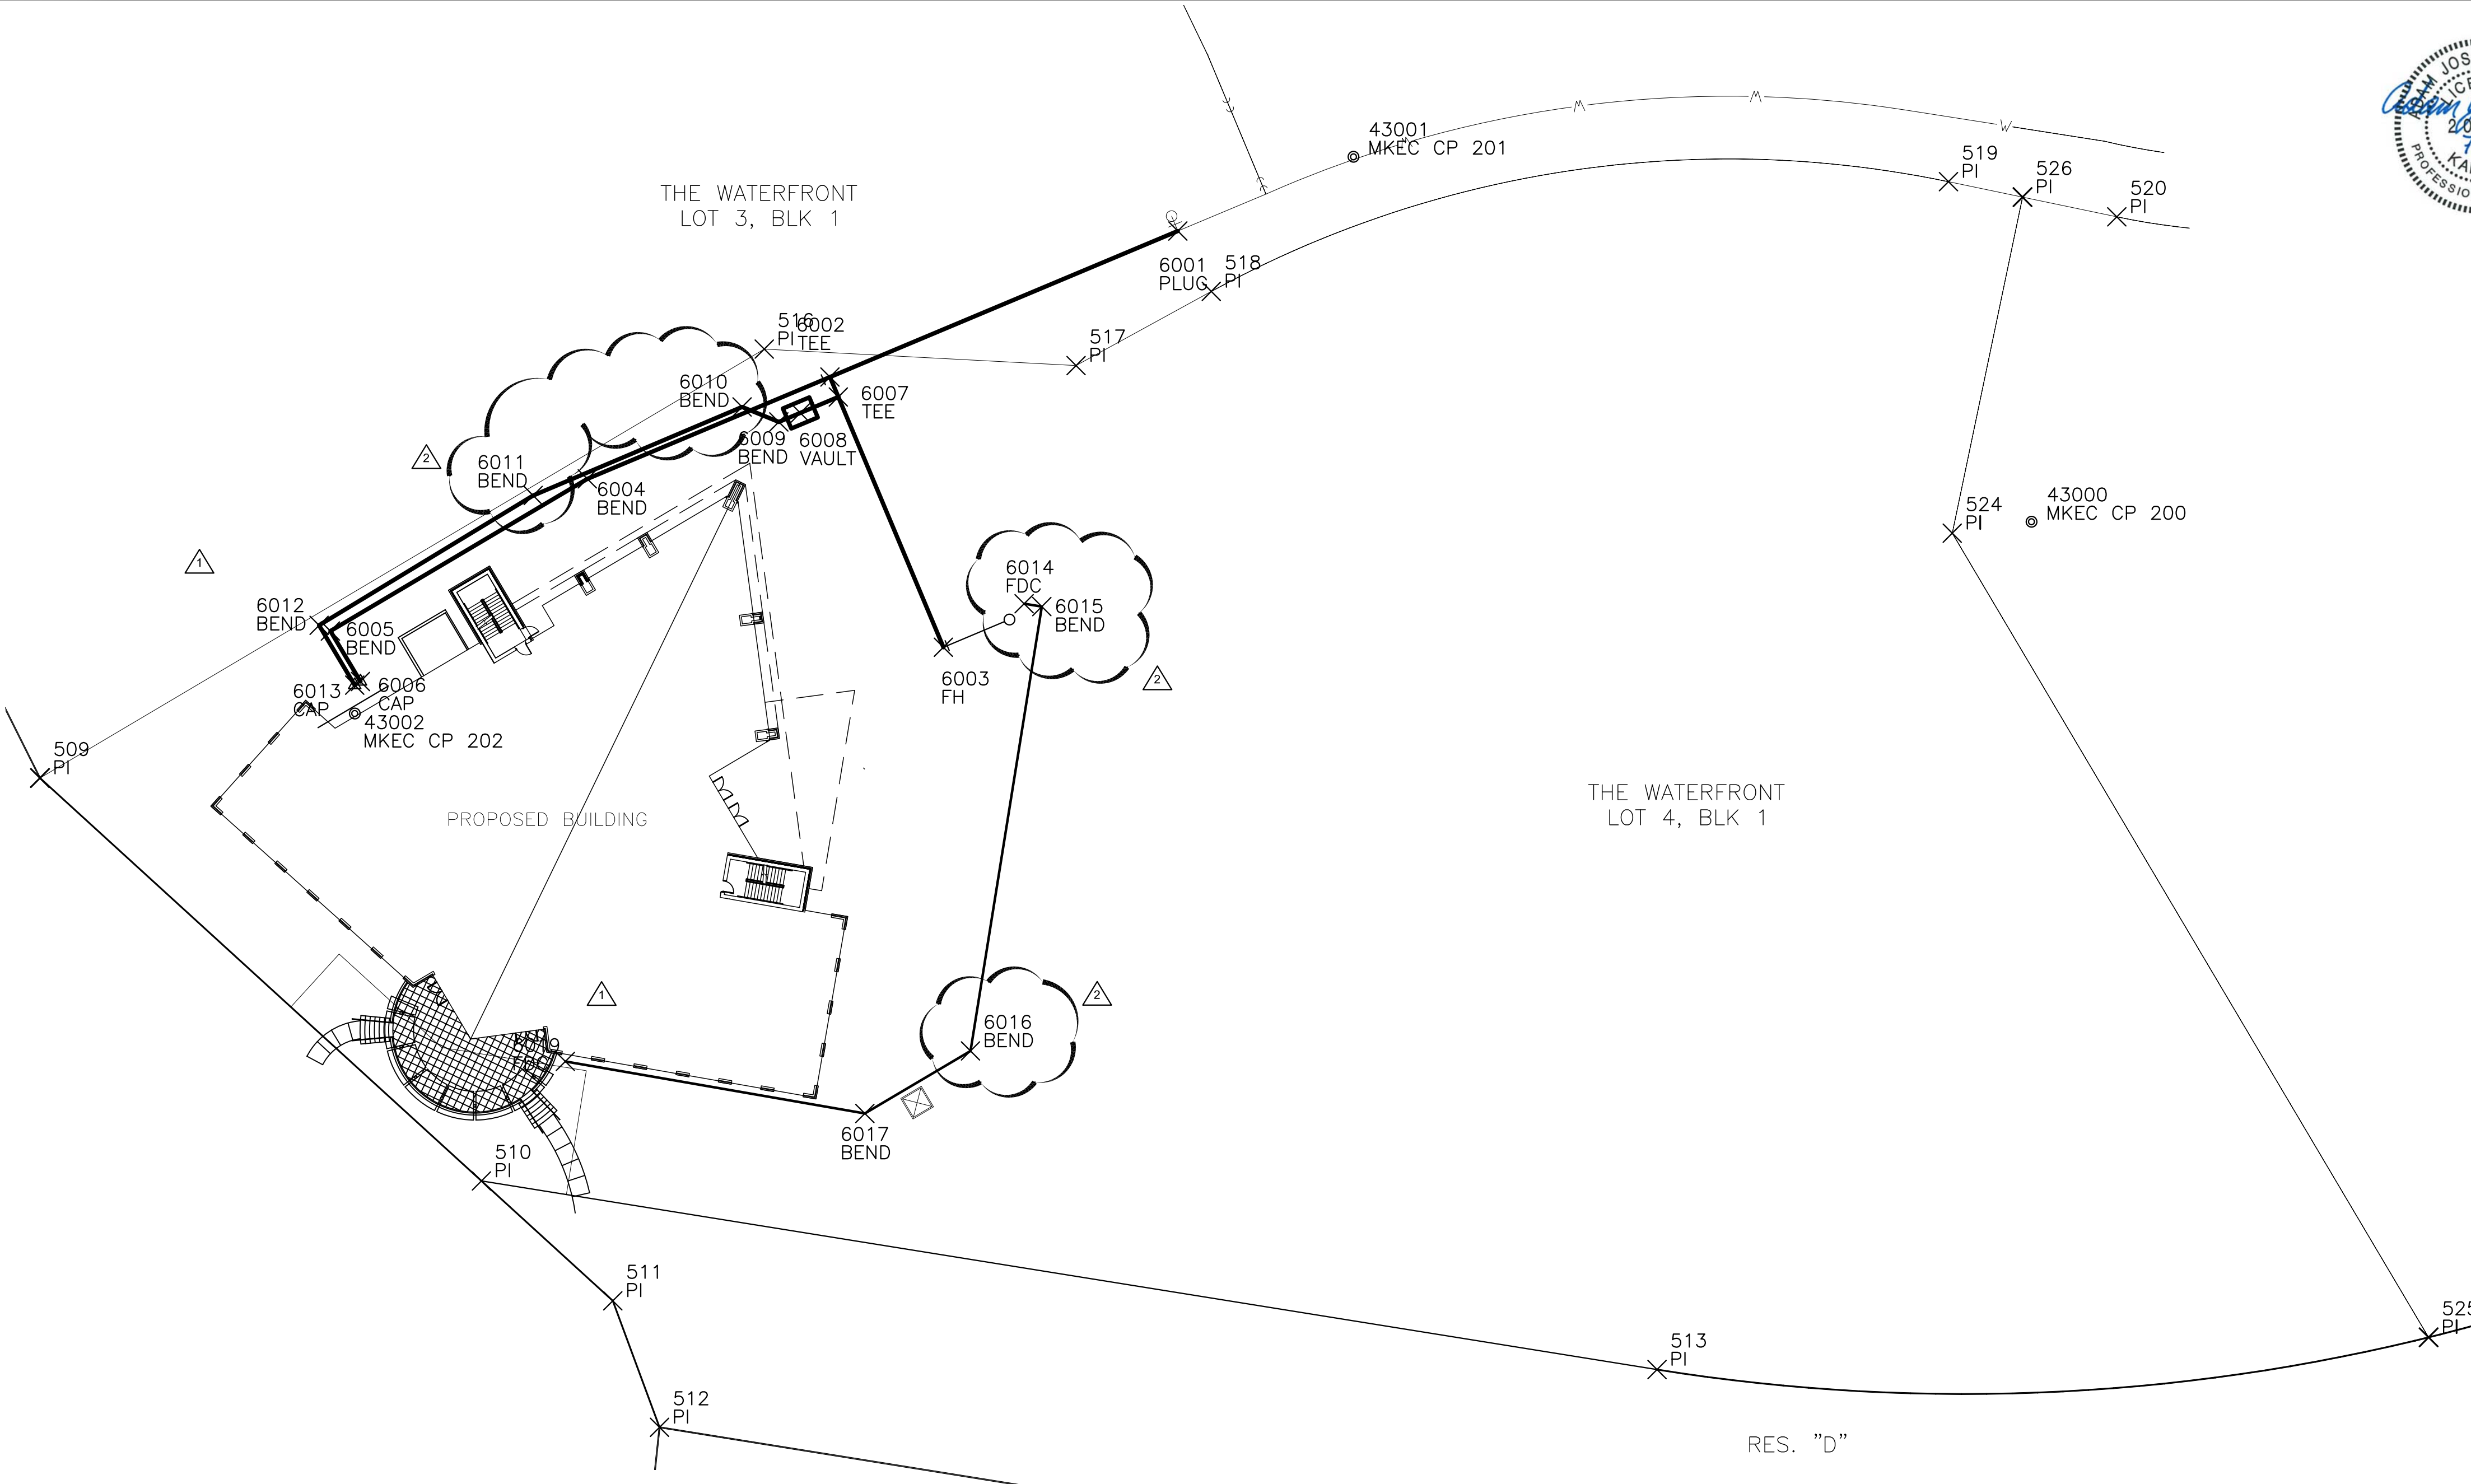 43001
MKEC CP 201
THE WATERFRONT
LOT 3, BLK 1
519
PI
526
PI
520
PI
W
6001
PLUG
518
PI
516
PI
6002
TEE
517
PI
6010
BEND
6007
TEE
6009
BEND
6008
VAULT
2
6011
BEND
6004
BEND
43000
MKEC CP 200
524
PI
1
6014
FDC
6015
BEND
6012
BEND
6005
BEND
6003
FH
2
6013
CAP
6006
CAP
43002
MKEC CP 202
509
PI
THE WATERFRONT
LOT 4, BLK 1
PROPOSED BUILDING
1
2
6016
BEND
6017
BEND
510
PI
511
PI
525
PI
513
PI
512
PI
RES. "D"